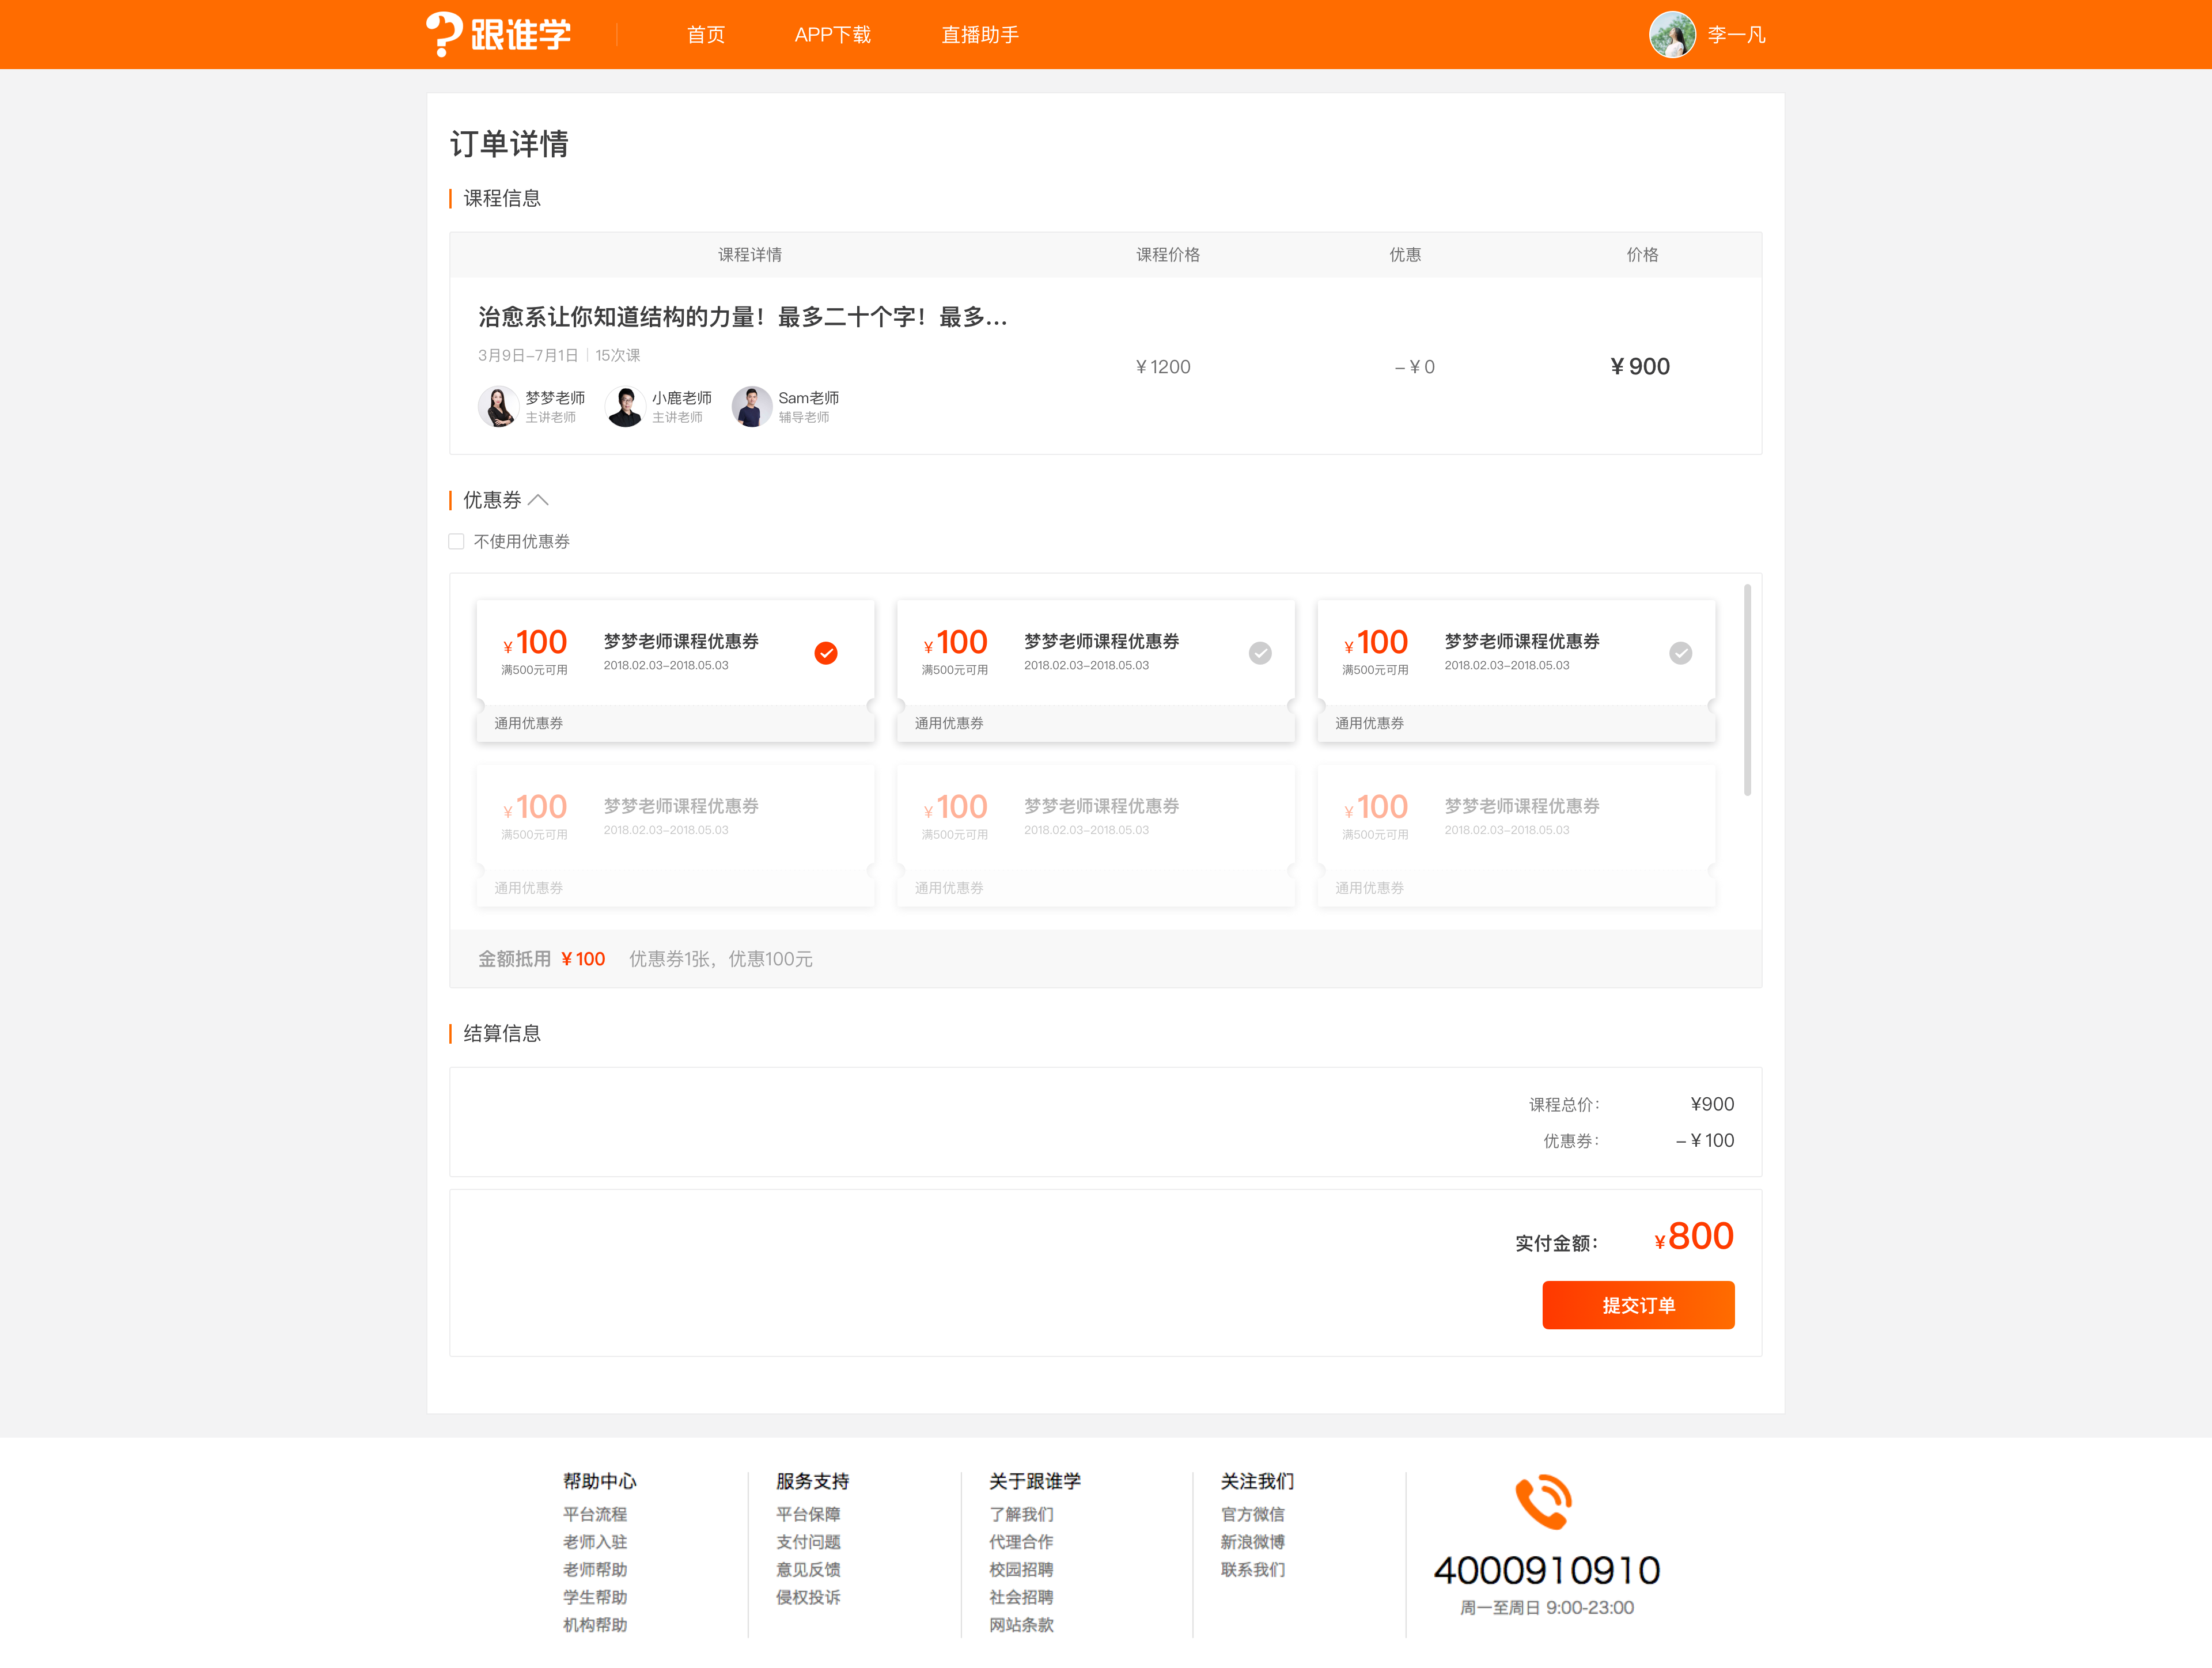 跟谁学
首页 APP下载 直播助手 李一凡
订单详情
课程信息
课程详情 课程价格 优惠 价格
治愈系让你知道结构的力量！最多二十个字！最多...
3月9日-7月1日 15次课
¥1200 -¥0 ¥900
梦梦老师 小鹿老师 Sam老师
主讲老师 主讲老师 辅导老师
优惠券
不使用优惠券
¥100 梦梦老师课程优惠券 ¥100 梦梦老师课程优惠券 ¥100 梦梦老师课程优惠券
满500元可用 2018.02.03-2018.05.03 满500元可用 2018.02.03-2018.05.03 满500元可用 2018.02.03-2018.05.03
通用优惠券 通用优惠券 通用优惠券
¥100 梦梦老师课程优惠券 ¥100 梦梦老师课程优惠券 ¥100 梦梦老师课程优惠券
满500元可用 2018.02.03-2018.05.03 满500元可用 2018.02.03-2018.05.03 满500元可用 2018.02.03-2018.05.03
通用优惠券 通用优惠券 通用优惠券
金额抵用 ¥100 优惠券1张，优惠100元
结算信息
课程总价： ¥900
优惠券： -¥100
实付金额： ¥800
提交订单
帮助中心 服务支持 关于跟谁学 关注我们
平台流程 平台保障 了解我们 官方微信
老师入驻 支付问题 代理合作 新浪微博
老师帮助 意见反馈 校园招聘 联系我们
学生帮助 侵权投诉 社会招聘
机构帮助 网站条款
4000910910
周一至周日 9:00-23:00